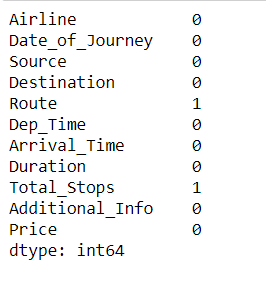 Airline 0
Date_of_Journey 0
Source 0
Destination 0
Route 1
Dep_Time 0
Arrival_Time 0
Duration 0
Total_Stops 1
Additional_Info 0
Price 0
dtype: int64